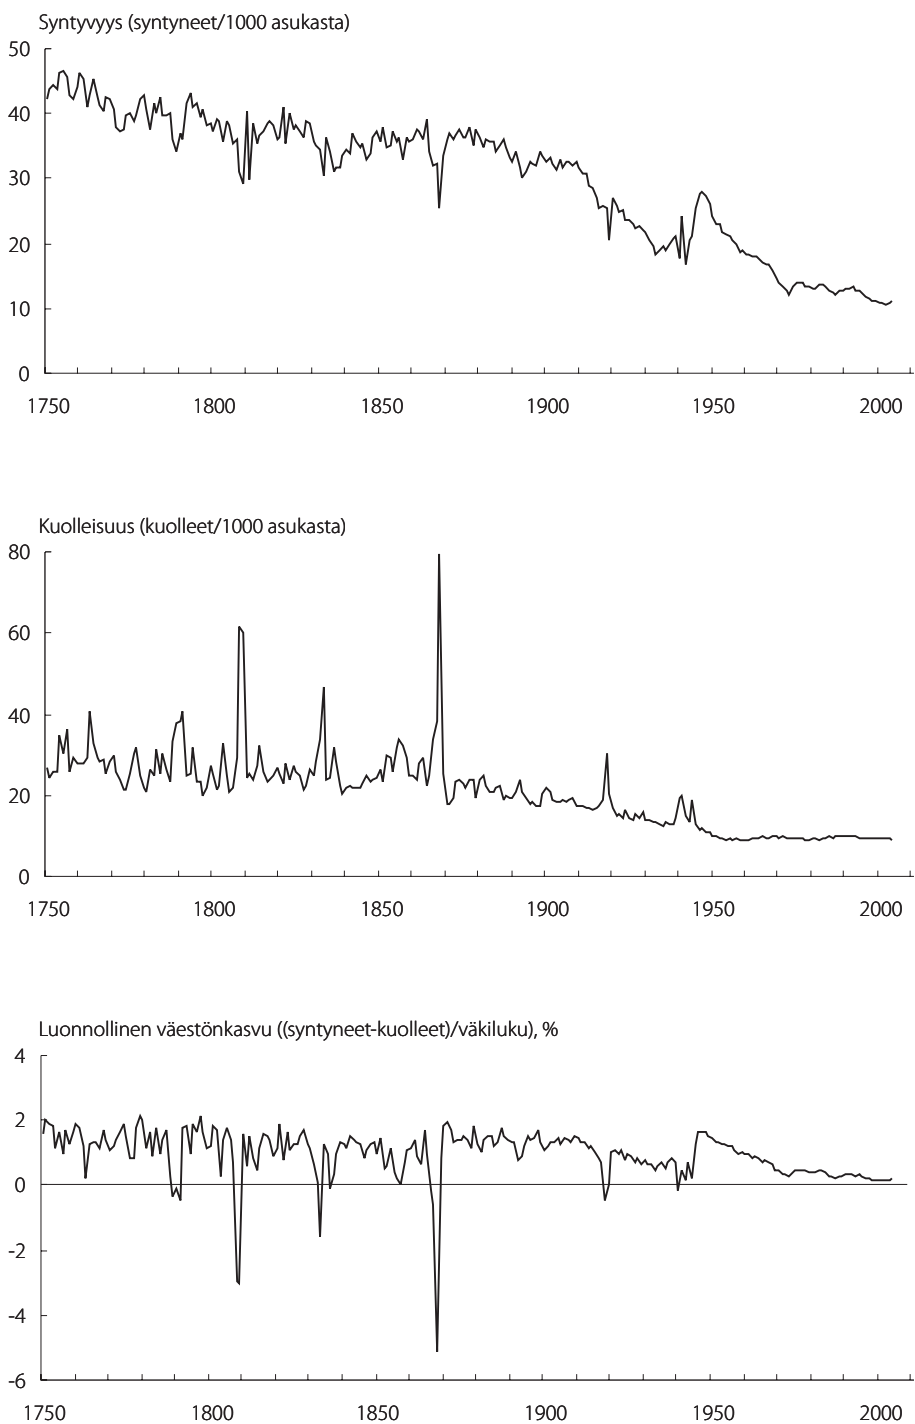 Syntyvyys (syntyneet/1000 asukasta)
50
40
30
20
10
0
1750 1800 1850 1900 1950 2000
Kuolleisuus (kuolleet/1000 asukasta)
80
60
40
20
0
1750 1800 1850 1900 1950 2000
Luonnollinen väestönkasvu ((syntyneet-kuolleet)/väkiluku), %
4
2
0
-2
-4
-6
1750 1800 1850 1900 1950 2000